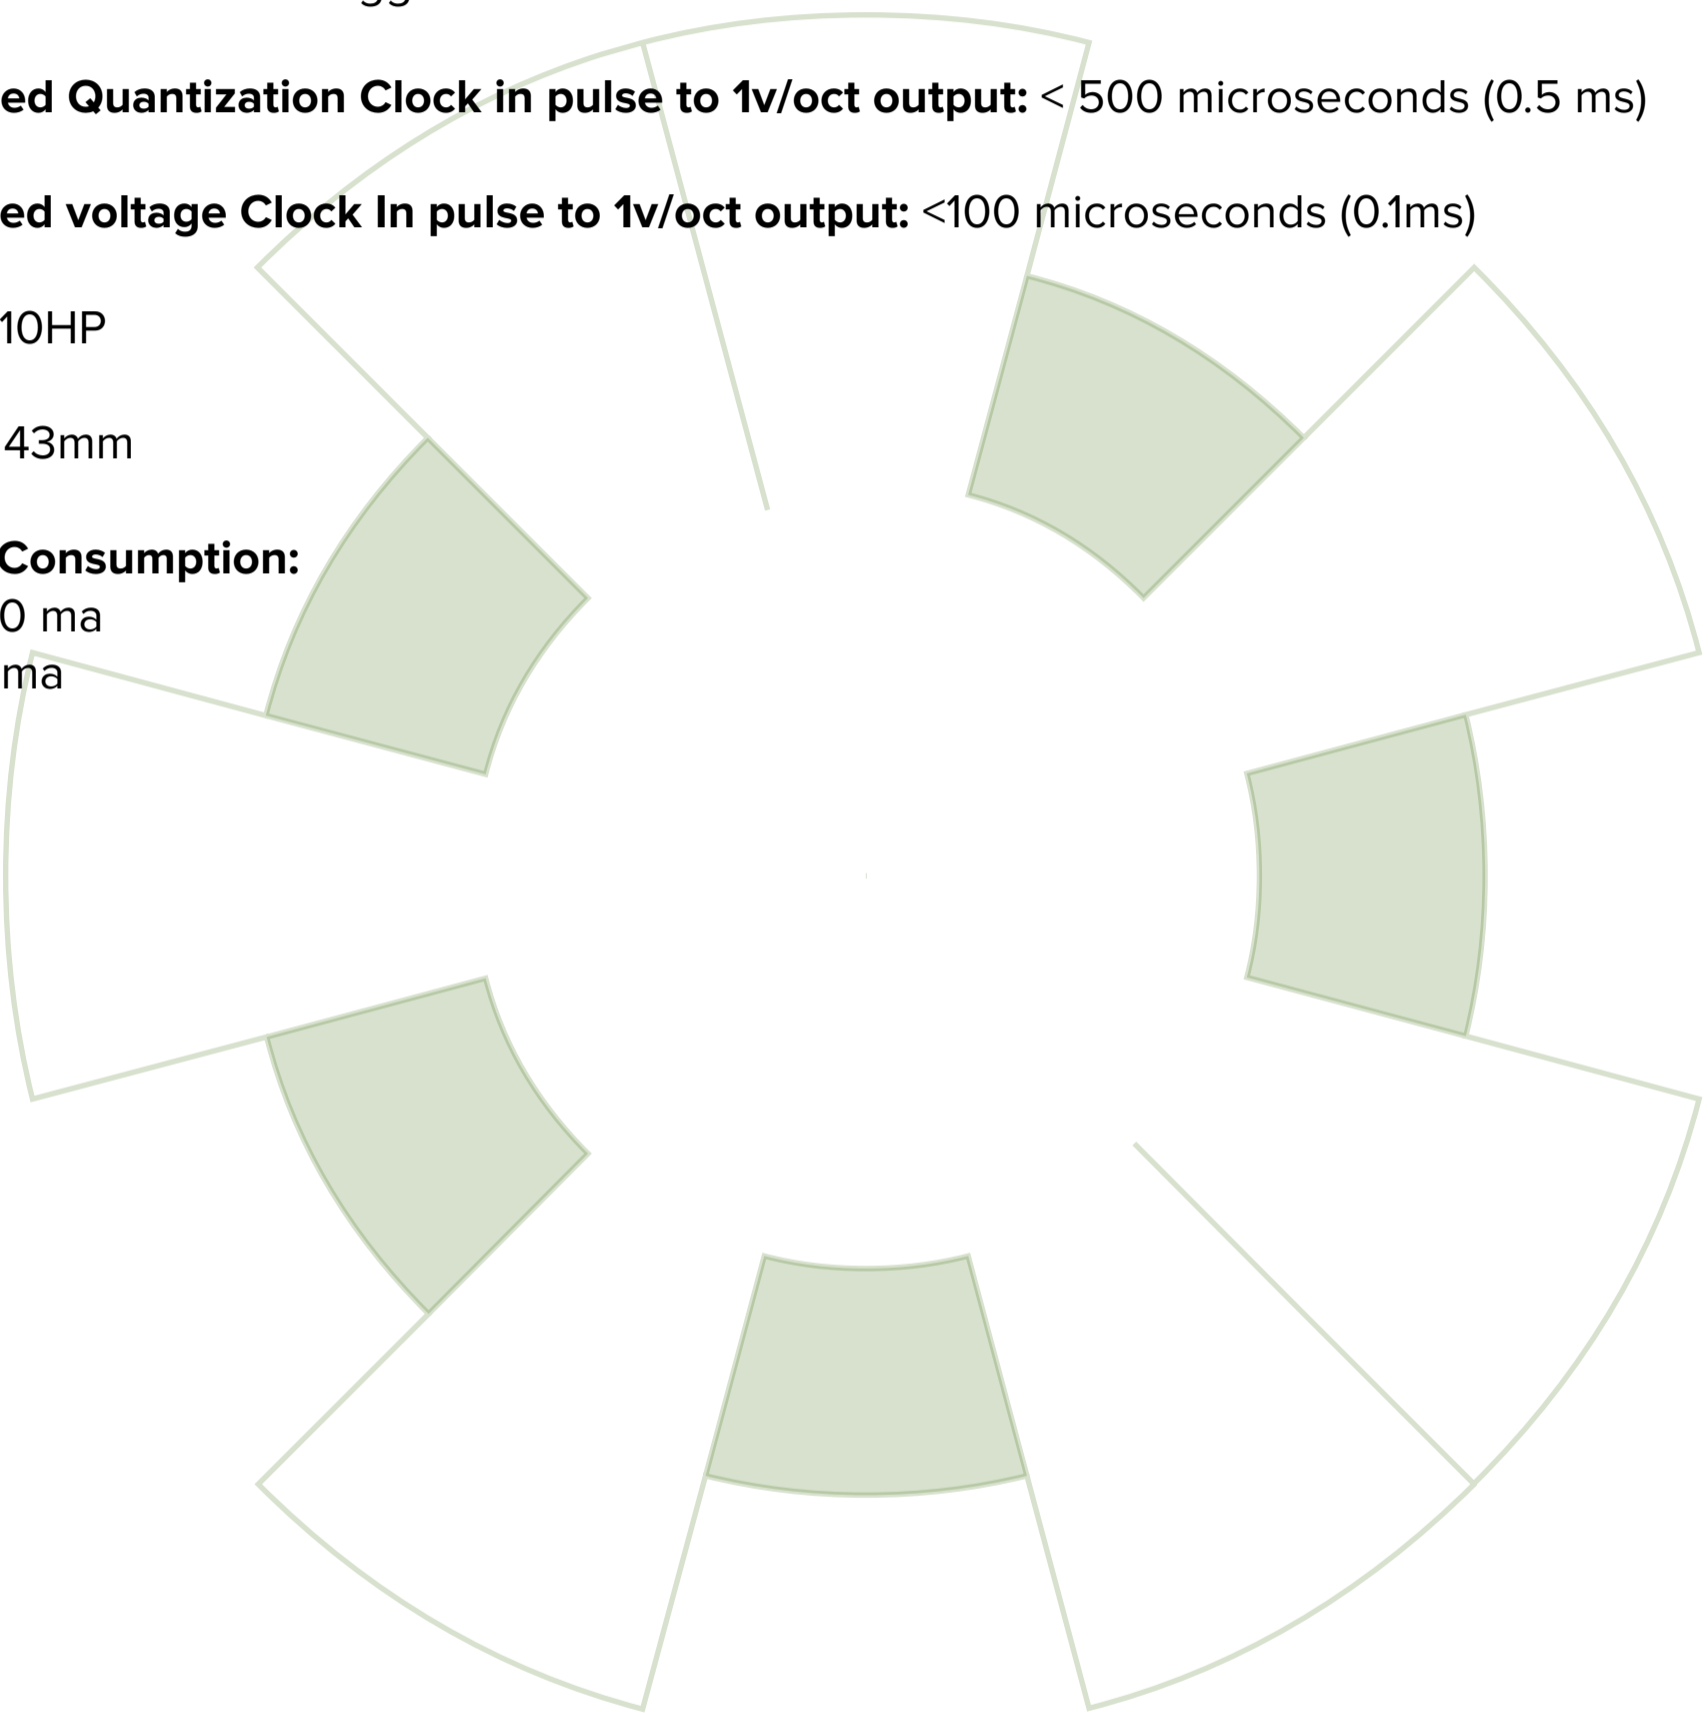 ed Quantization Clock in pulse to 1v/oct output: < 500 microseconds (0.5 ms)
ed voltage Clock In pulse to 1v/oct output: <100 microseconds (0.1ms)
10HP
43mm
Consumption:
0 ma
ma